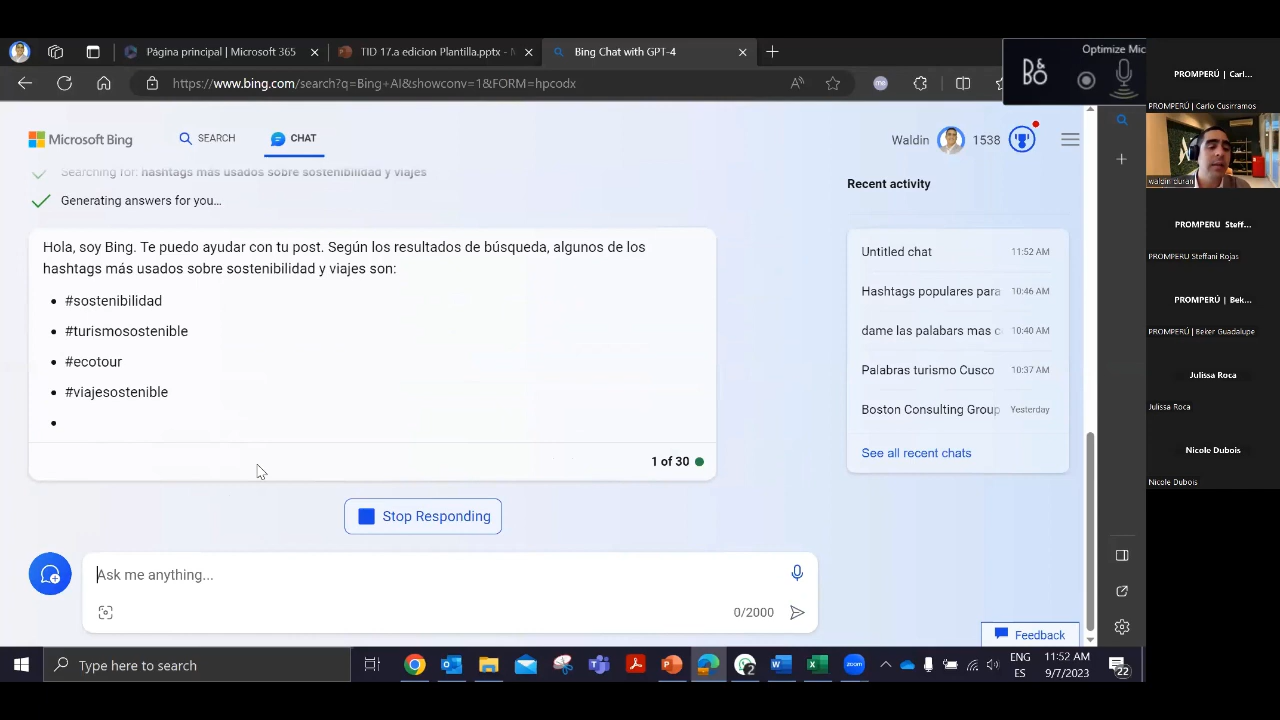 Página principal | Microsoft 365
TID 17.a edicion Plantilla.pptx -
Bing Chat with GPT-4
Optimize Mic
B&O
https://www.bing.com/search?q=Bing+AI&showconv=1&FORM=hpcodx
Microsoft Bing
SEARCH
CHAT
Waldin
1538
Searching for: hashtags más usados sobre sostenibilidad y viajes
Generating answers for you...
Hola, soy Bing. Te puedo ayudar con tu post. Según los resultados de búsqueda, algunos de los
hashtags más usados sobre sostenibilidad y viajes son:
#sostenibilidad
#turismosostenible
#ecotour
#viajesostenible
1 of 30
Stop Responding
Ask me anything...
0/2000
Recent activity
Untitled chat 11:52 AM
Hashtags populares para 10:46 AM
dame las palabars mas c 10:40 AM
Palabras turismo Cusco 10:37 AM
Boston Consulting Group Yesterday
See all recent chats
Feedback
PROMPERÚ | Carl...
PROMPERÚ | Carlo Cusirramos
waldin duran
PROMPERU Steff...
PROMPERU Steffani Rojas
PROMPERÚ | Bek...
PROMPERÚ | Beker Guadalupe
Julissa Roca
Julissa Roca
Nicole Dubois
Nicole Dubois
Type here to search
ENG
ES
11:52 AM
9/7/2023
22